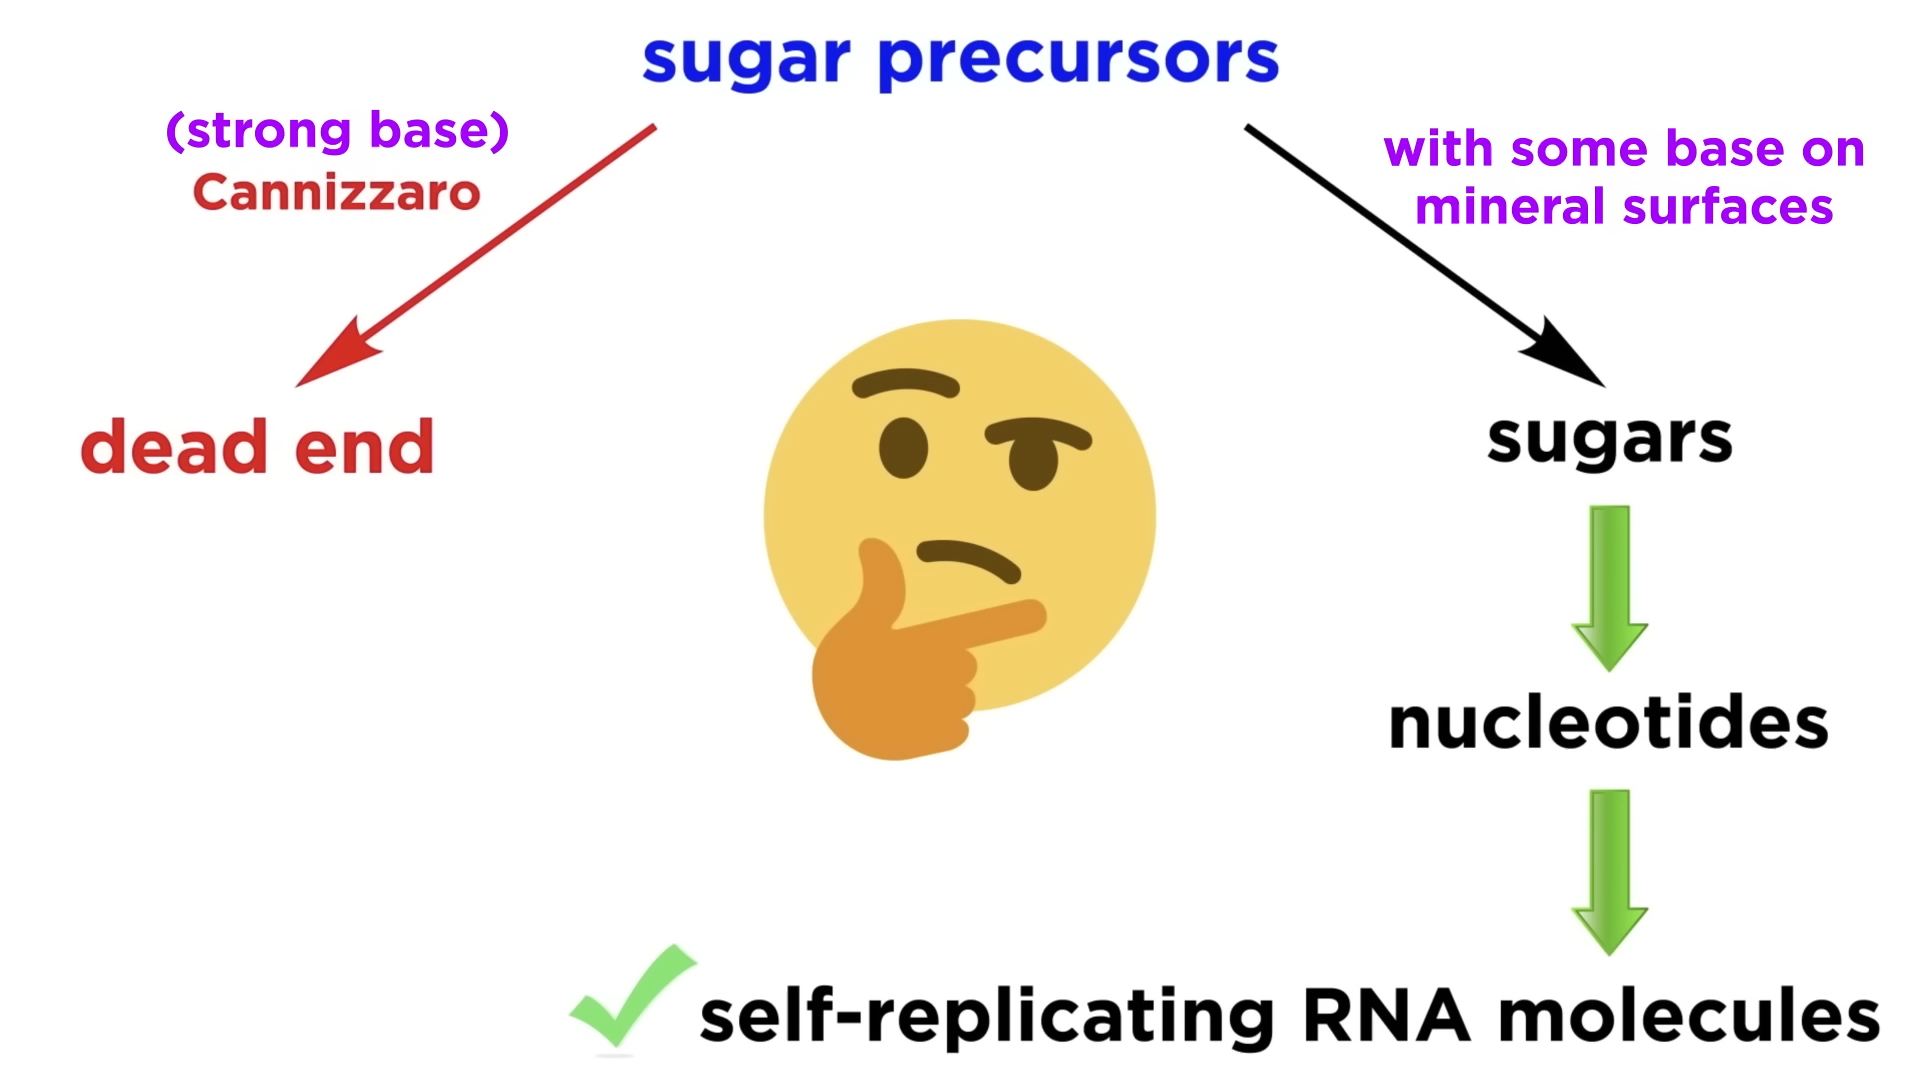 sugar precursors
(strong base)
Cannizzaro
with some base on
mineral surfaces
dead end
sugars
nucleotides
self-replicating RNA molecules